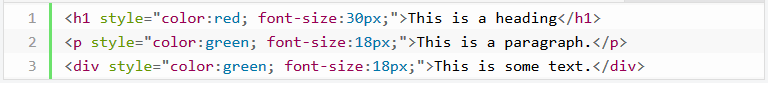 1 <h1 style="color:red; font-size:30px;">This is a heading</h1>
2 <p style="color:green; font-size:18px;">This is a paragraph.</p>
3 <div style="color:green; font-size:18px;">This is some text.</div>